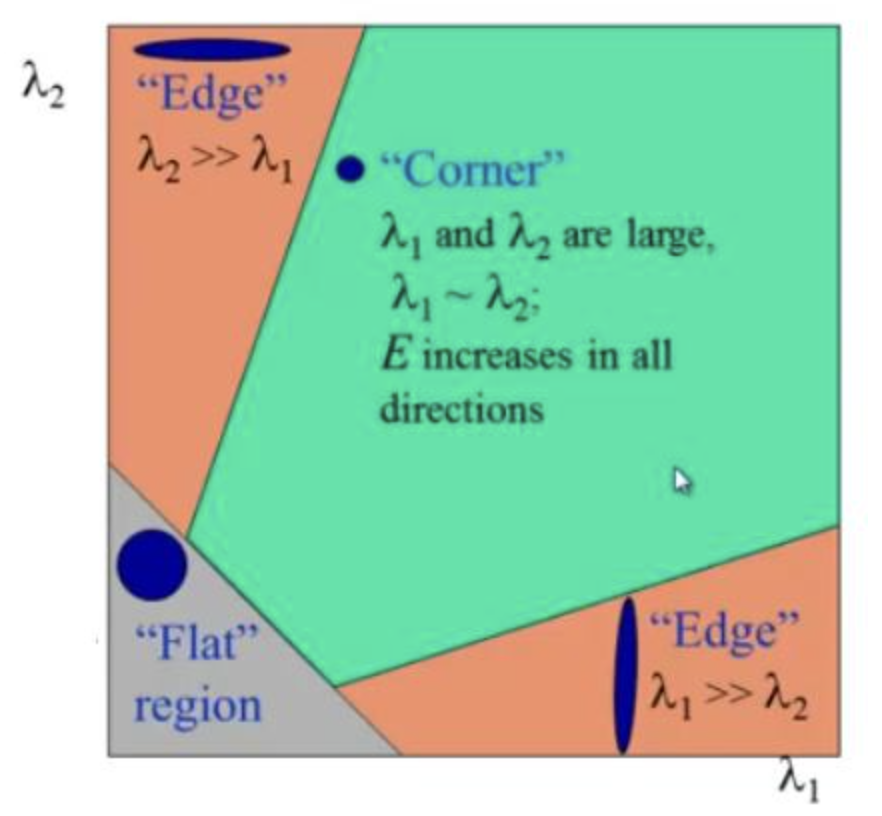 λ₂
“Edge”
λ₂ >> λ₁
“Corner”
λ₁ and λ₂ are large,
λ₁ ~ λ₂;
E increases in all
directions
“Flat”
region
“Edge”
λ₁ >> λ₂
λ₁